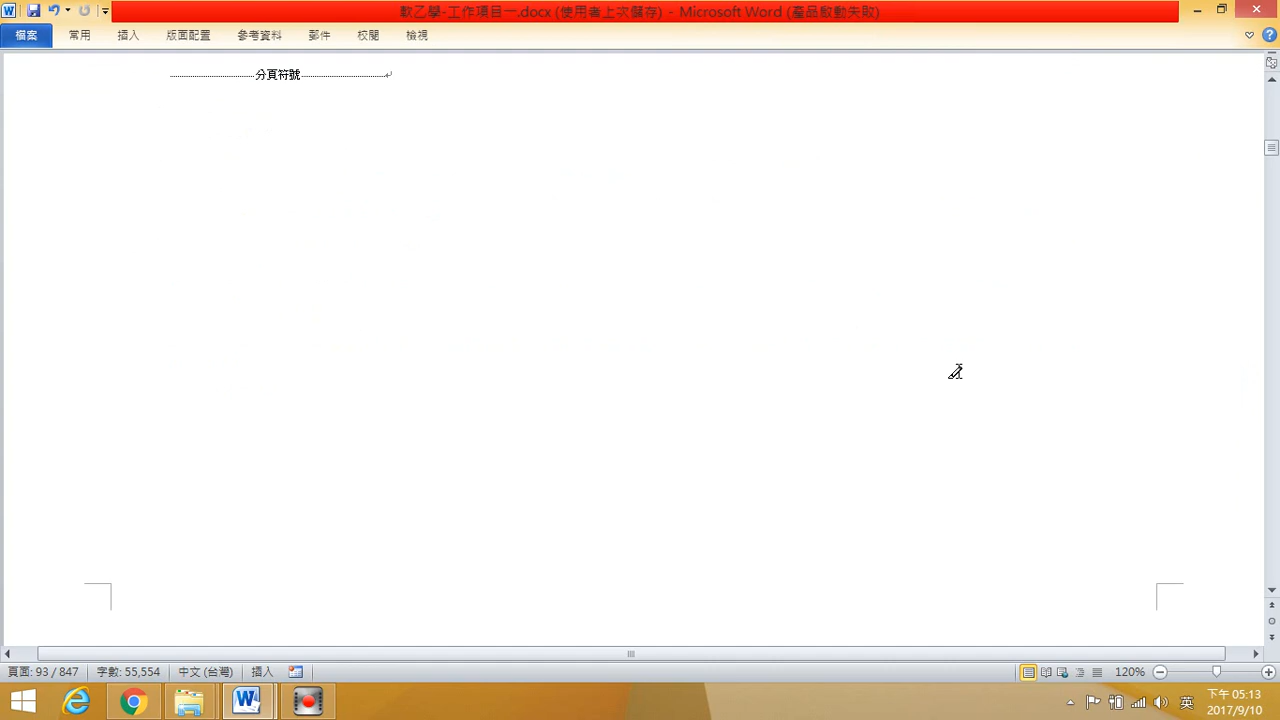 軟乙學-工作項目一.docx (使用者上次儲存) - Microsoft Word (產品啟動失敗)
檔案 常用 插入 版面配置 參考資料 郵件 校閱 檢視
分頁符號
頁面: 93 / 847 字數: 55,554 中文 (台灣) 插入 120%
英 下午 05:13
2017/9/10